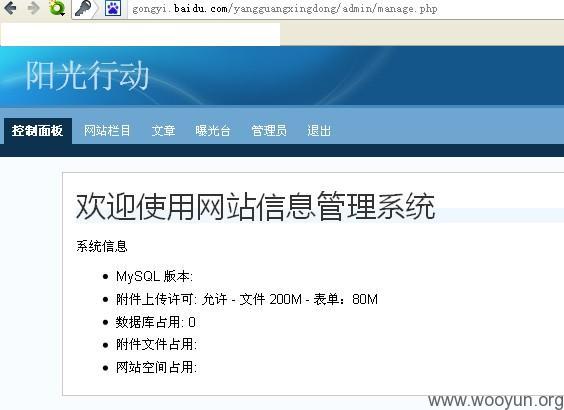 gongyi.baidu.com/yangguangxingdong/admin/manage.php
阳光行动
控制面板 网站栏目 文章 曝光台 管理员 退出
欢迎使用网站信息管理系统
系统信息
MySQL 版本:
附件上传许可: 允许 - 文件 200M - 表单：80M
数据库占用: 0
附件文件占用:
网站空间占用:
www.wooyun.org